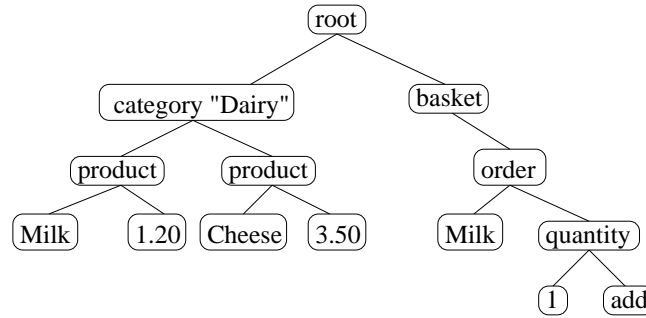 root
category "Dairy" basket
product product order
Milk 1.20 Cheese 3.50 Milk quantity
1 add